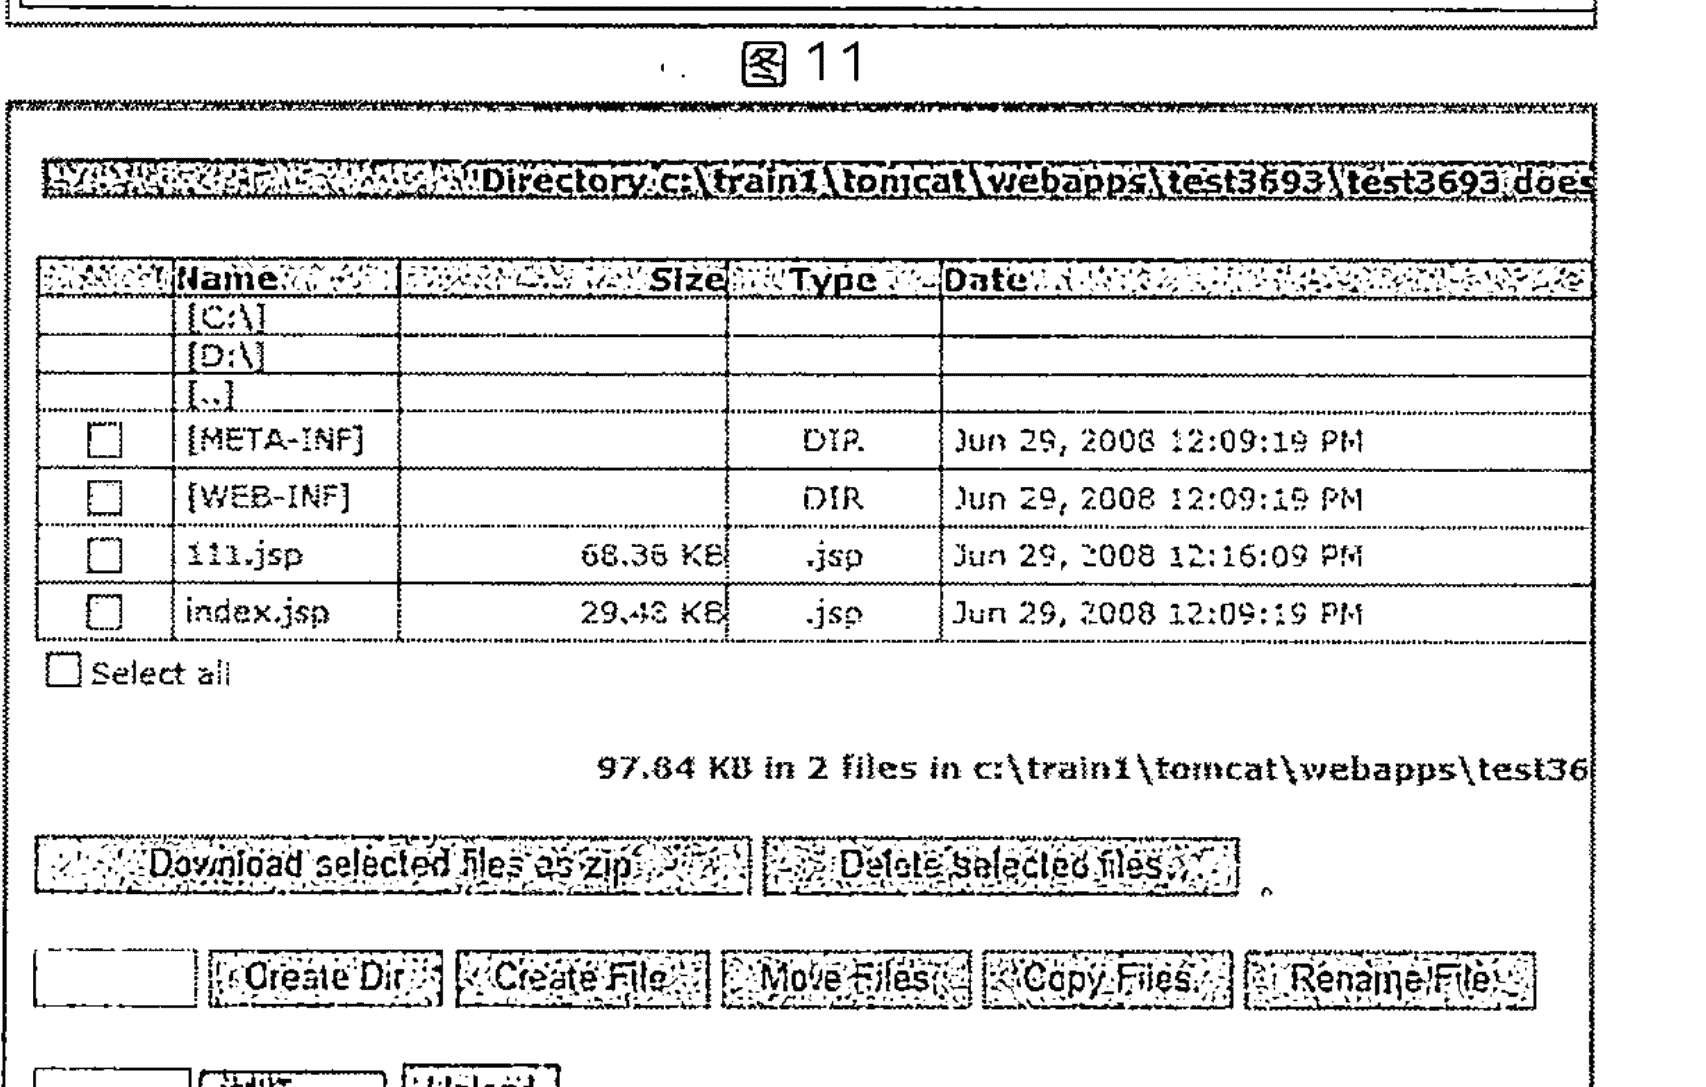 图 11
Directory c:\train1\tomcat\webapps\test3693\test3693 does
Name Size Type Date
[C:\]
[D:\]
[..]
[META-INF] DIR Jun 29, 2008 12:09:19 PM
[WEB-INF] DIR Jun 29, 2008 12:09:19 PM
111.jsp 68.36 KB .jsp Jun 29, 2008 12:16:09 PM
index.jsp 29.48 KB .jsp Jun 29, 2008 12:09:19 PM
Select all
97.84 KB in 2 files in c:\train1\tomcat\webapps\test36
Download selected files as zip Delete selected files
Create Dir Create File Move Files Copy Files Rename File
Upload